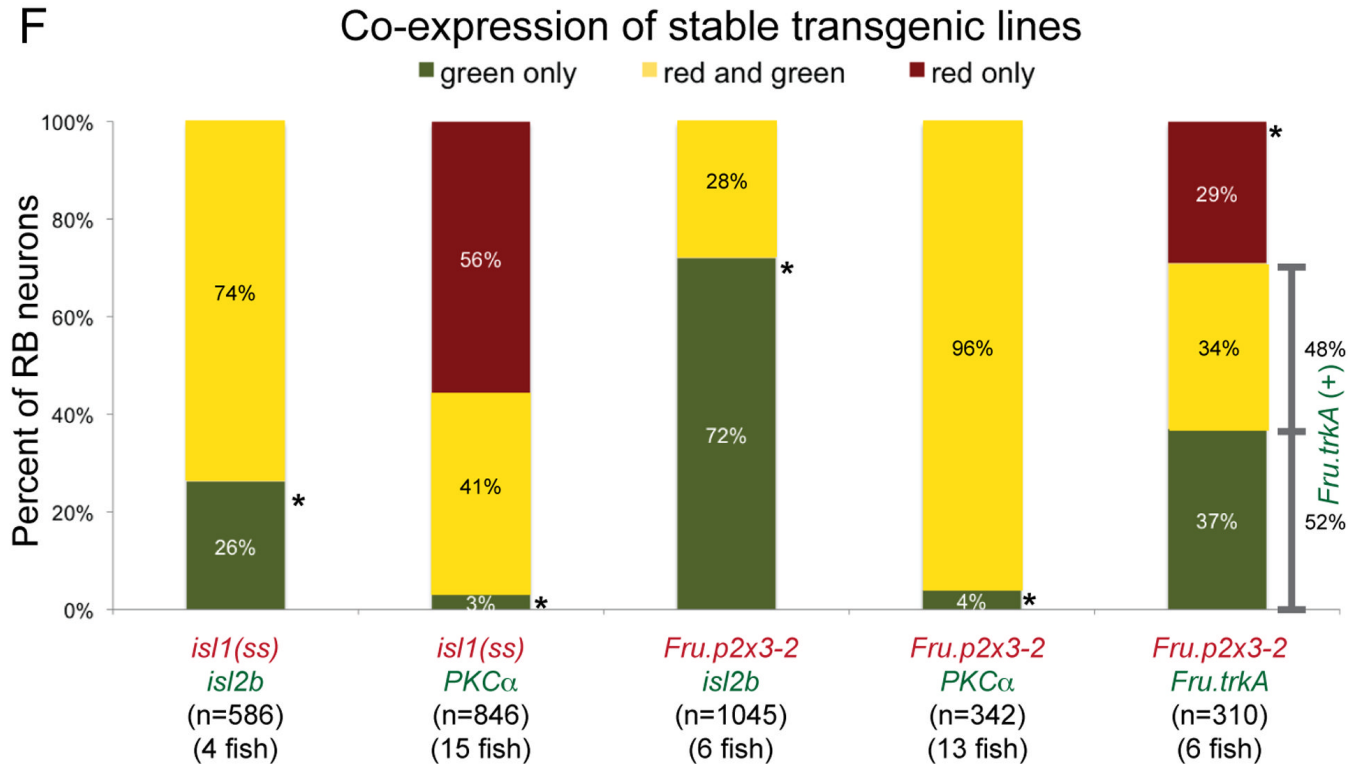 F
Co-expression of stable transgenic lines
green only red and green red only
Percent of RB neurons
100%
80%
60%
40%
20%
0%
74%
26%
*
56%
41%
3%
*
28%
72%
*
96%
4%
*
29%
34%
37%
*
48%
52%
Fru.trkA (+)
isl1(ss)
isl2b
(n=586)
(4 fish)
isl1(ss)
PKCα
(n=846)
(15 fish)
Fru.p2x3-2
isl2b
(n=1045)
(6 fish)
Fru.p2x3-2
PKCα
(n=342)
(13 fish)
Fru.p2x3-2
Fru.trkA
(n=310)
(6 fish)